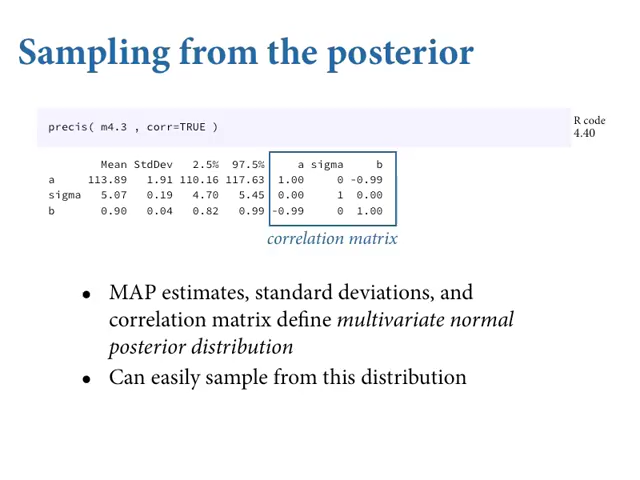 Sampling from the posterior
precis( m4.3 , corr=TRUE )
R code
4.40
Mean StdDev 2.5% 97.5% a sigma b
a 113.89 1.91 110.16 117.63 1.00 0 -0.99
sigma 5.07 0.19 4.70 5.45 0.00 1 0.00
b 0.90 0.04 0.82 0.99 -0.99 0 1.00
correlation matrix
• MAP estimates, standard deviations, and
correlation matrix define multivariate normal
posterior distribution
• Can easily sample from this distribution